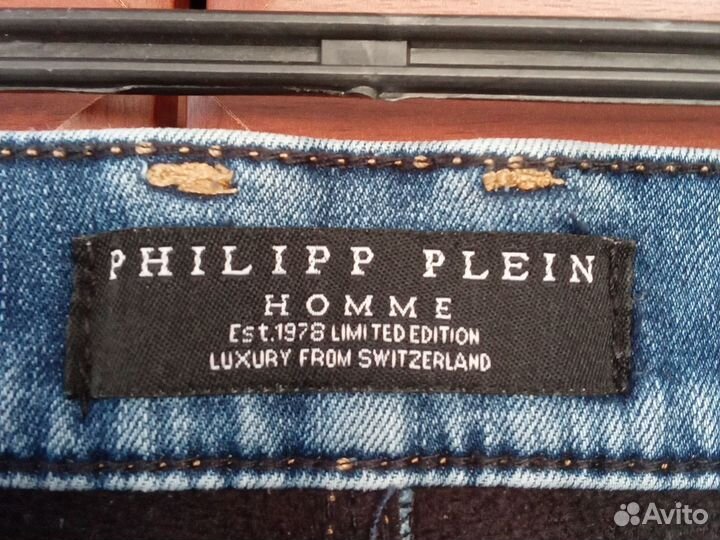 PHILIPP PLEIN
HOMME
Est.1978 LIMITED EDITION
LUXURY FROM SWITZERLAND
Avito